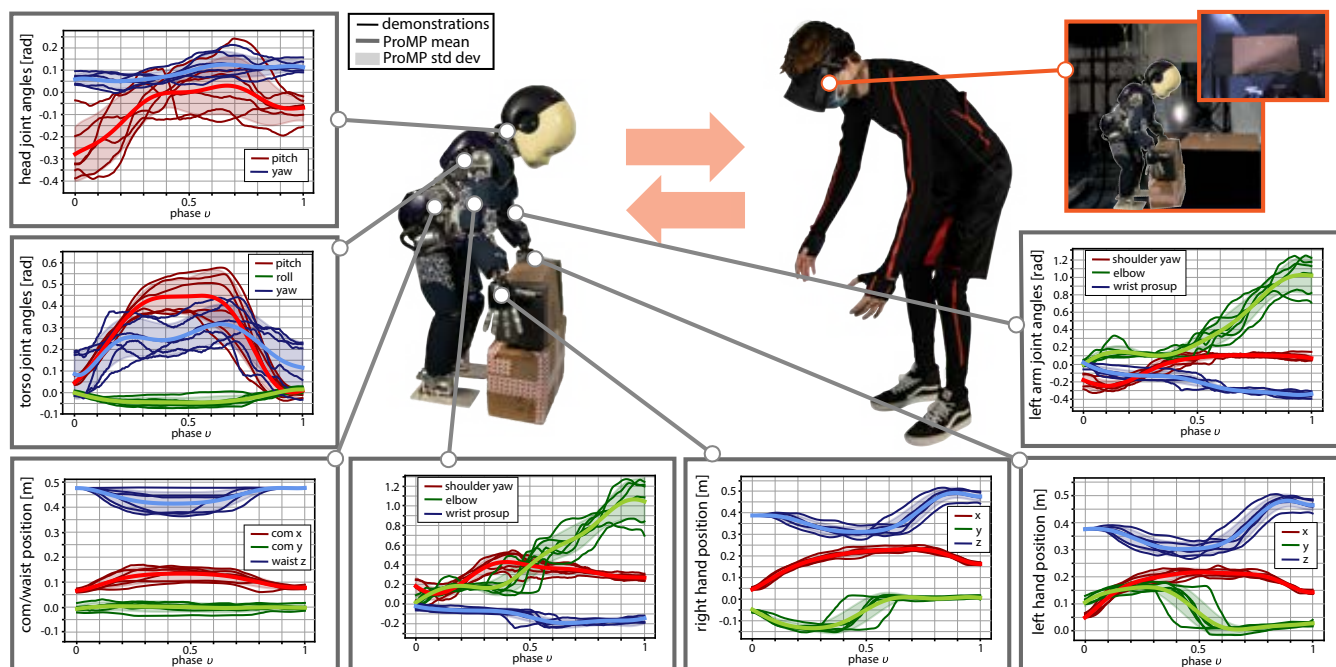 demonstrations
ProMP mean
ProMP std dev
head joint angles [rad]
0.2
0.1
0.0
-0.1
-0.2
-0.3
-0.4
pitch
yaw
0
0.5
1
phase υ
torso joint angles [rad]
0.6
0.5
0.4
0.3
0.2
0.1
0.0
-0.1
pitch
roll
yaw
0
0.5
1
phase υ
left arm joint angles [rad]
1.2
1.0
0.8
0.6
0.4
0.2
0.0
-0.2
-0.4
shoulder yaw
elbow
wrist prosup
0
0.5
1
phase υ
com/waist position [m]
0.5
0.4
0.3
0.2
0.1
0.0
-0.1
com x
com y
waist z
0
0.5
1
phase υ
1.2
1.0
0.8
0.6
0.4
0.2
0.0
-0.2
shoulder yaw
elbow
wrist prosup
0
0.5
1
phase υ
right hand position [m]
0.5
0.4
0.3
0.2
0.1
0.0
-0.1
x
y
z
0
0.5
1
phase υ
left hand position [m]
0.5
0.4
0.3
0.2
0.1
0.0
x
y
z
0
0.5
1
phase υ